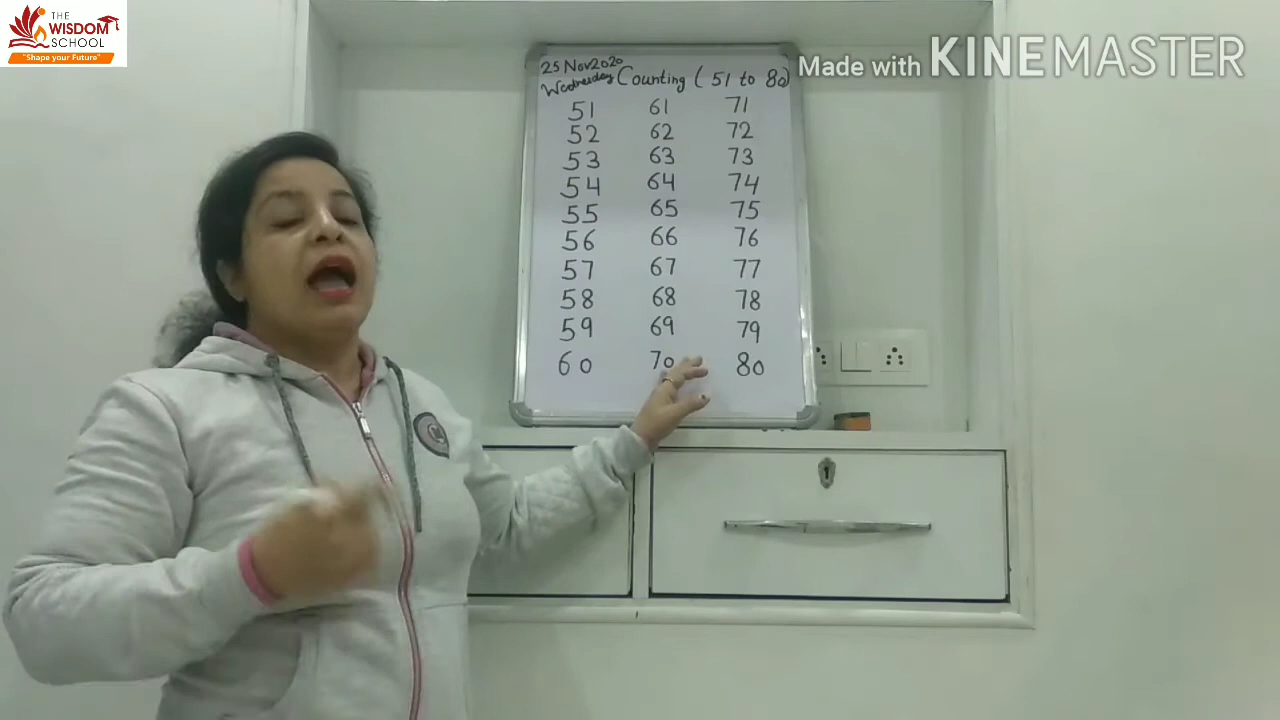 THE
WISDOM
SCHOOL
"Shape your Future"
Made with KINEMASTER
25 Nov 2020
Wednesday Counting ( 51 to 80)
51 61 71
52 62 72
53 63 73
54 64 74
55 65 75
56 66 76
57 67 77
58 68 78
59 69 79
60 70 80